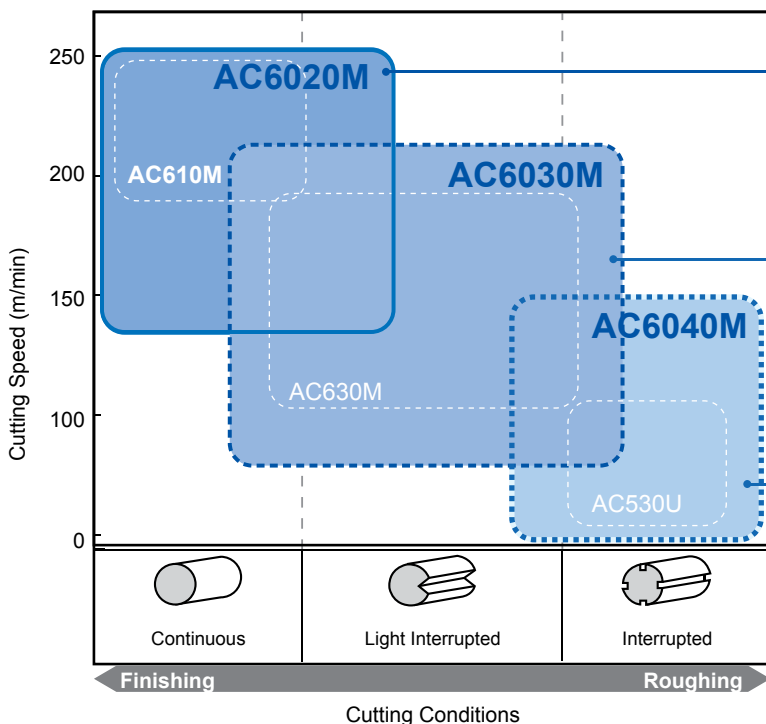 250
AC6020M
AC610M
200
AC6030M
150
AC6040M
AC630M
100
AC530U
0
Cutting Speed (m/min)
Continuous
Light Interrupted
Interrupted
Finishing
Roughing
Cutting Conditions